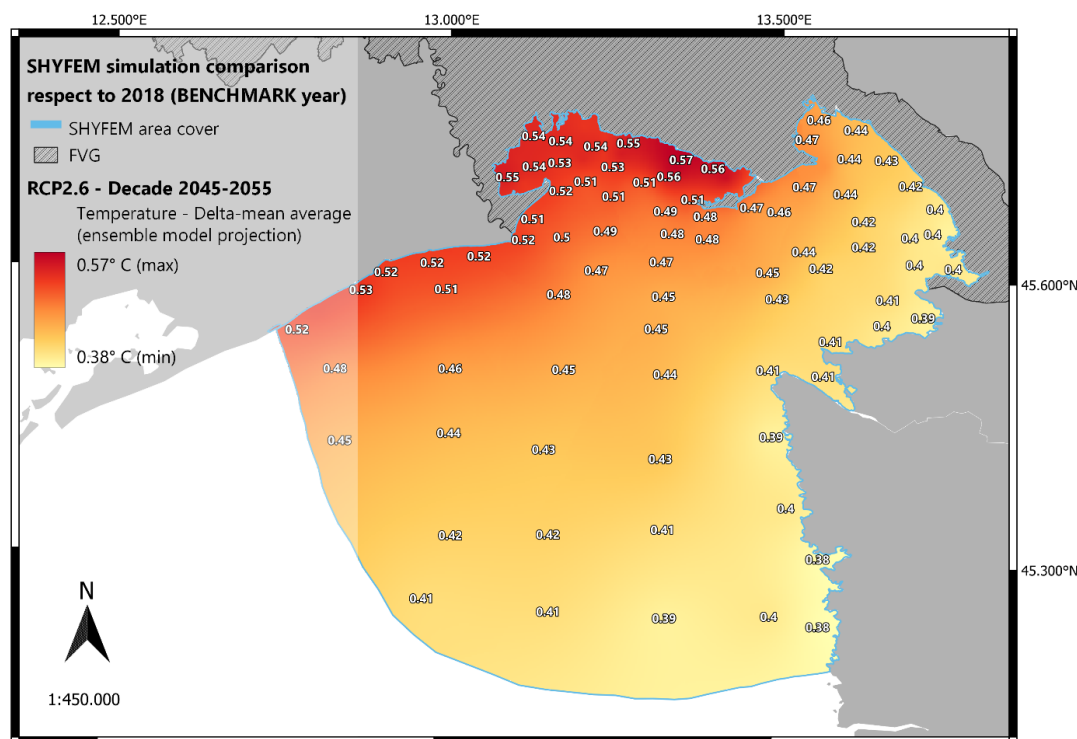 12.500°E 13.000°E 13.500°E
SHYFEM simulation comparison
respect to 2018 (BENCHMARK year)
SHYFEM area cover
FVG
RCP2.6 - Decade 2045-2055
Temperature - Delta-mean average
(ensemble model projection)
0.57° C (max)
0.38° C (min)
0.46
0.54 0.54 0.54 0.55 0.47 0.44
0.54 0.53 0.53 0.57 0.56 0.44 0.43
0.55 0.52 0.51 0.51 0.56 0.47 0.42
0.51 0.51 0.44
0.51 0.49 0.48 0.47 0.46 0.42 0.4
0.52 0.5 0.49 0.48 0.48 0.4 0.4
0.52 0.52 0.52 0.47 0.47 0.44 0.42
0.45 0.42 0.4 0.4
45.600°N
0.53 0.51 0.48 0.45 0.43 0.41
0.52 0.45 0.4 0.39
0.41
0.48 0.46 0.45 0.44 0.41 0.41
0.45 0.44 0.43 0.43 0.39
0.4
0.42 0.42 0.41
0.38
45.300°N
0.41 0.41 0.39 0.4 0.38
N
1:450.000